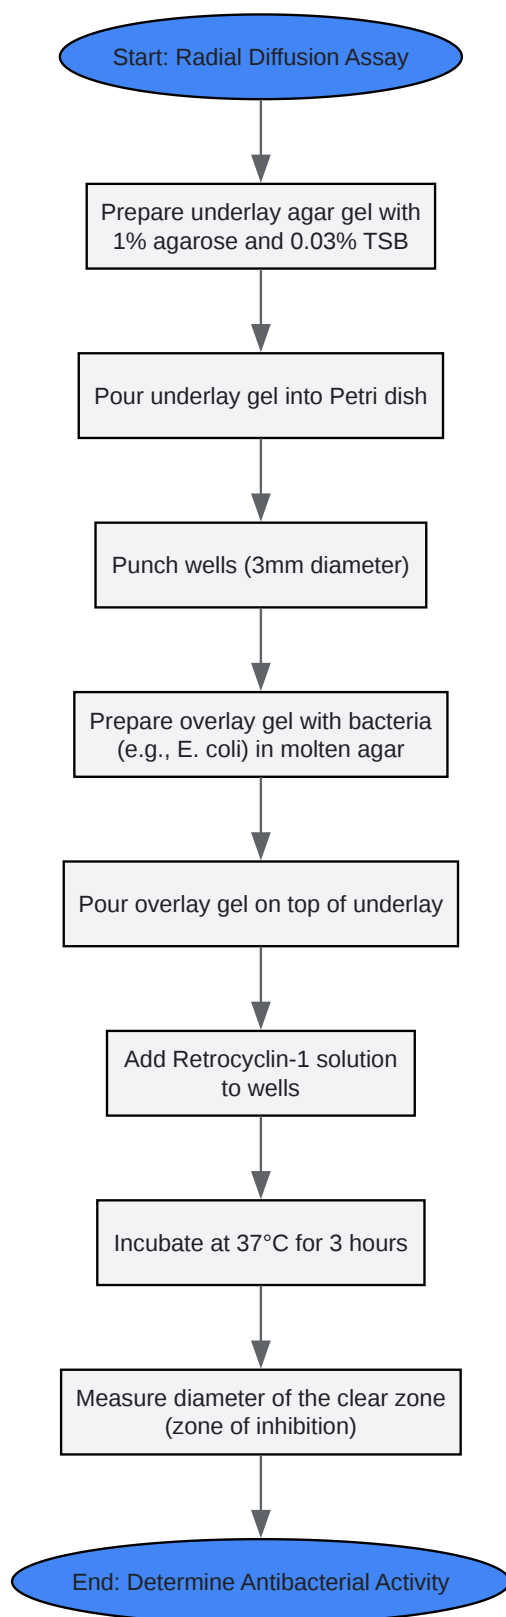 Start: Radial Diffusion Assay
Prepare underlay agar gel with
1% agarose and 0.03% TSB
Pour underlay gel into Petri dish
Punch wells (3mm diameter)
Prepare overlay gel with bacteria
(e.g., E. coli) in molten agar
Pour overlay gel on top of underlay
Add Retrocyclin-1 solution
to wells
Incubate at 37°C for 3 hours
Measure diameter of the clear zone
(zone of inhibition)
End: Determine Antibacterial Activity